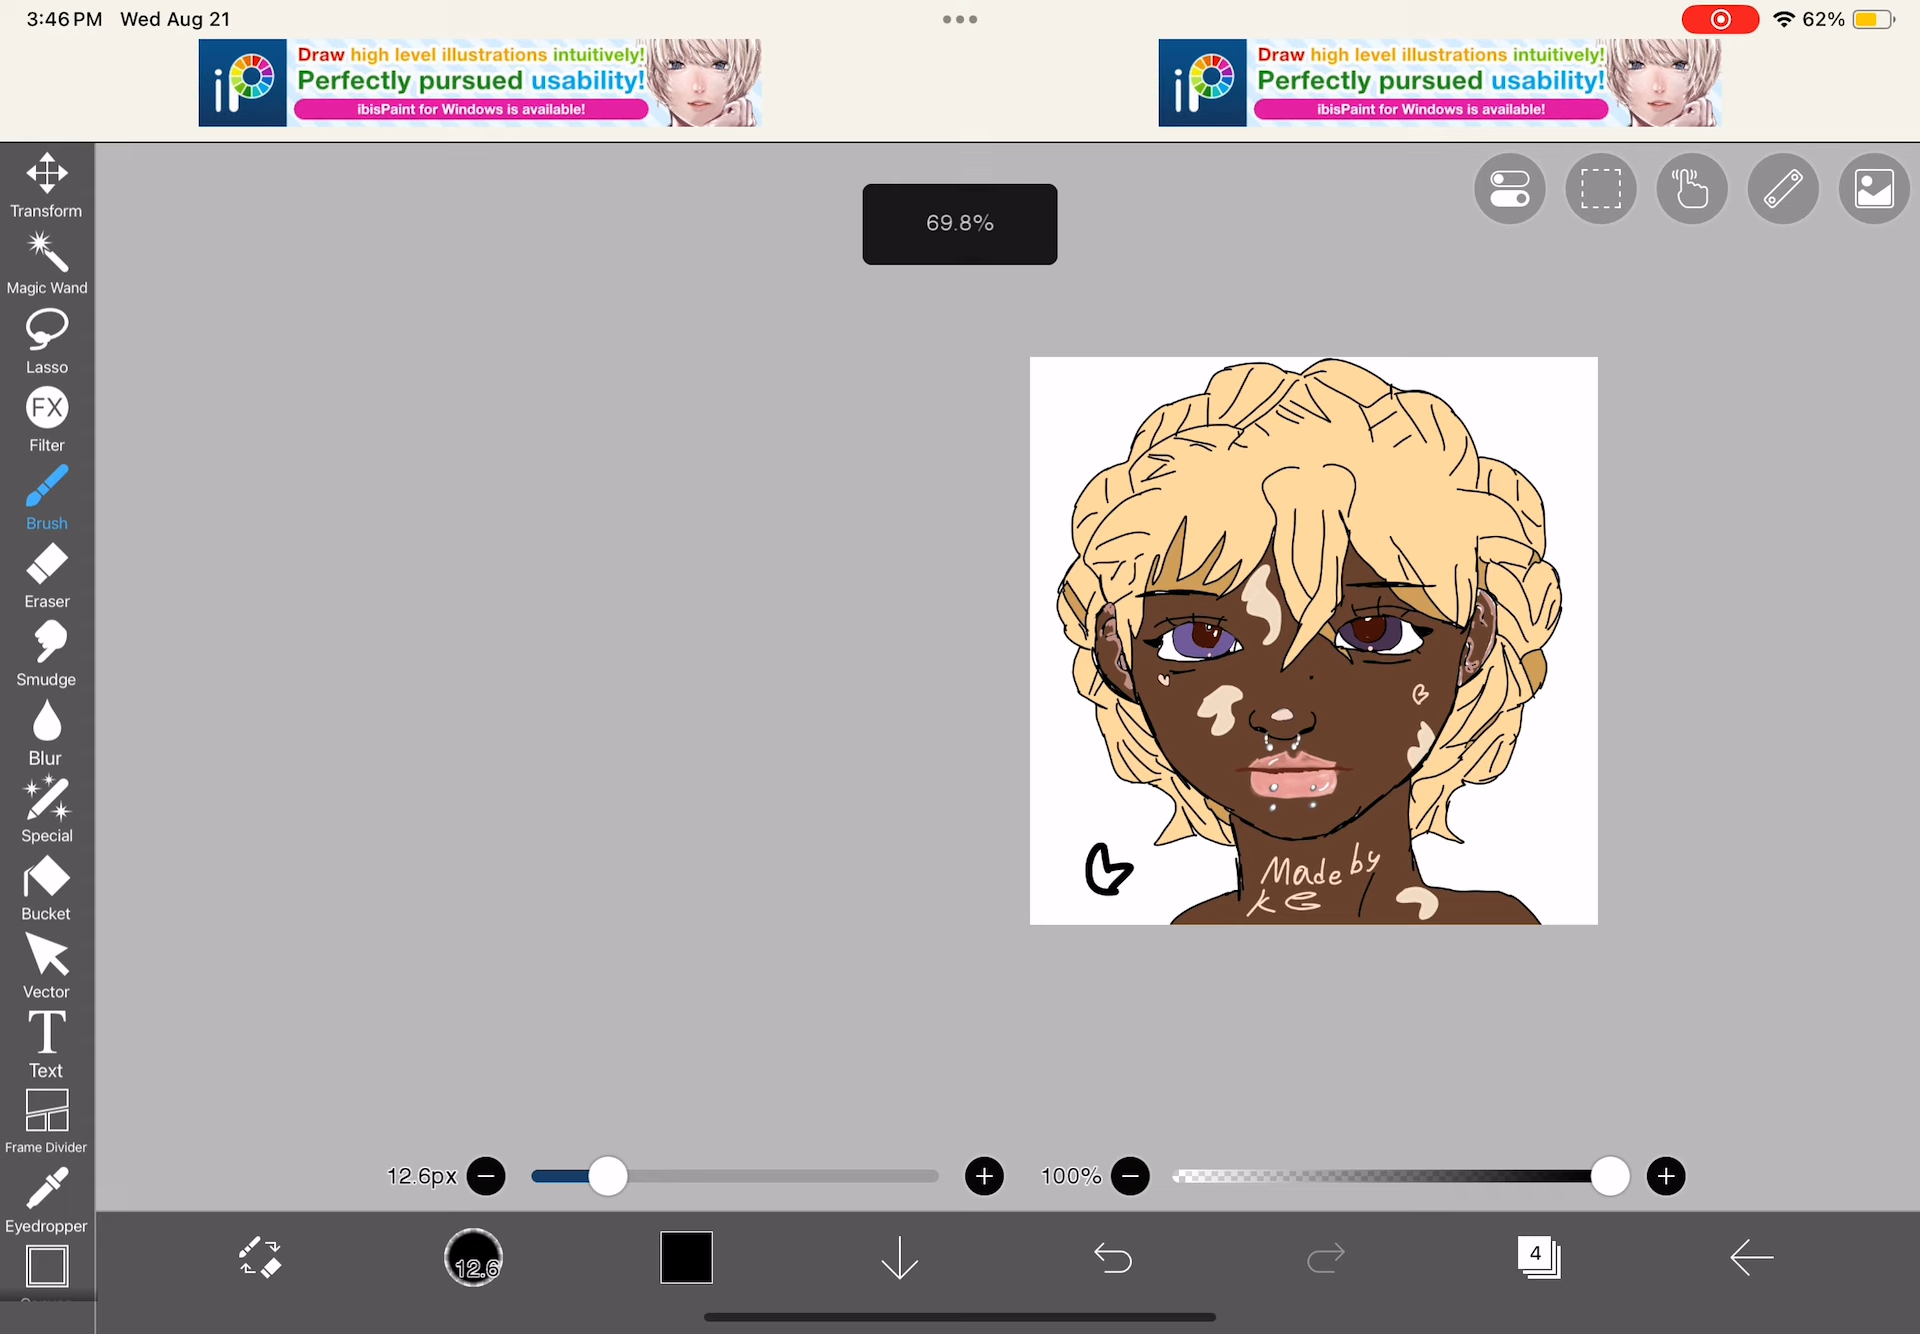 3:46 PM Wed Aug 21
62%
iP
Draw high level illustrations intuitively!
Perfectly pursued usability!
ibisPaint for Windows is available!
iP
Draw high level illustrations intuitively!
Perfectly pursued usability!
ibisPaint for Windows is available!
Transform
69.8%
Magic Wand
Lasso
FX
Filter
Brush
Eraser
Smudge
Blur
Special
Bucket
Vector
T
Text
Frame Divider
Eyedropper
Made by
KG
12.6px
100%
12.6
4